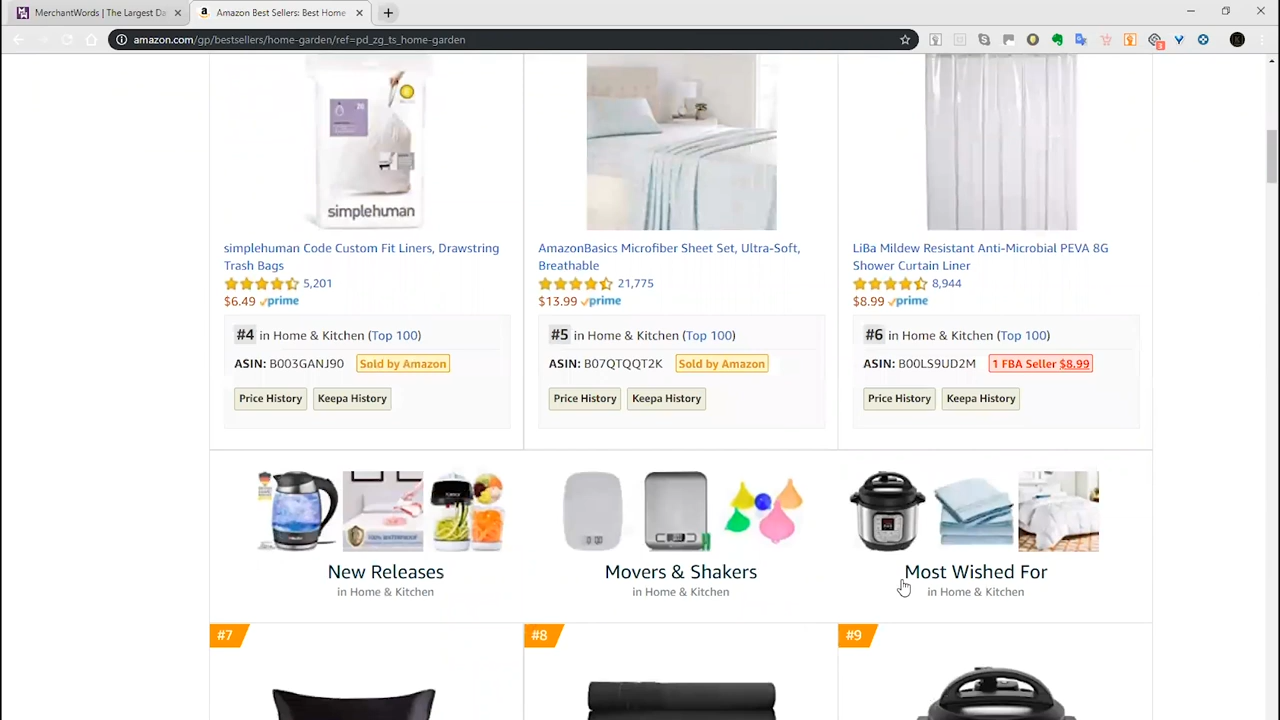 MerchantWords | The Largest Da
Amazon Best Sellers: Best Home
amazon.com/gp/bestsellers/home-garden/ref=pd_zg_ts_home-garden
3
20
simplehuman
simplehuman Code Custom Fit Liners, Drawstring
Trash Bags
5,201
$6.49 prime
#4 in Home & Kitchen (Top 100)
ASIN: B003GANJ90 Sold by Amazon
Price History Keepa History
AmazonBasics Microfiber Sheet Set, Ultra-Soft,
Breathable
21,775
$13.99 prime
#5 in Home & Kitchen (Top 100)
ASIN: B07QTQQT2K Sold by Amazon
Price History Keepa History
LiBa Mildew Resistant Anti-Microbial PEVA 8G
Shower Curtain Liner
8,944
$8.99 prime
#6 in Home & Kitchen (Top 100)
ASIN: B00LS9UD2M 1 FBA Seller $8.99
Price History Keepa History
100% WATERPROOF
New Releases
in Home & Kitchen
Movers & Shakers
in Home & Kitchen
Most Wished For
in Home & Kitchen
#7
#8
#9